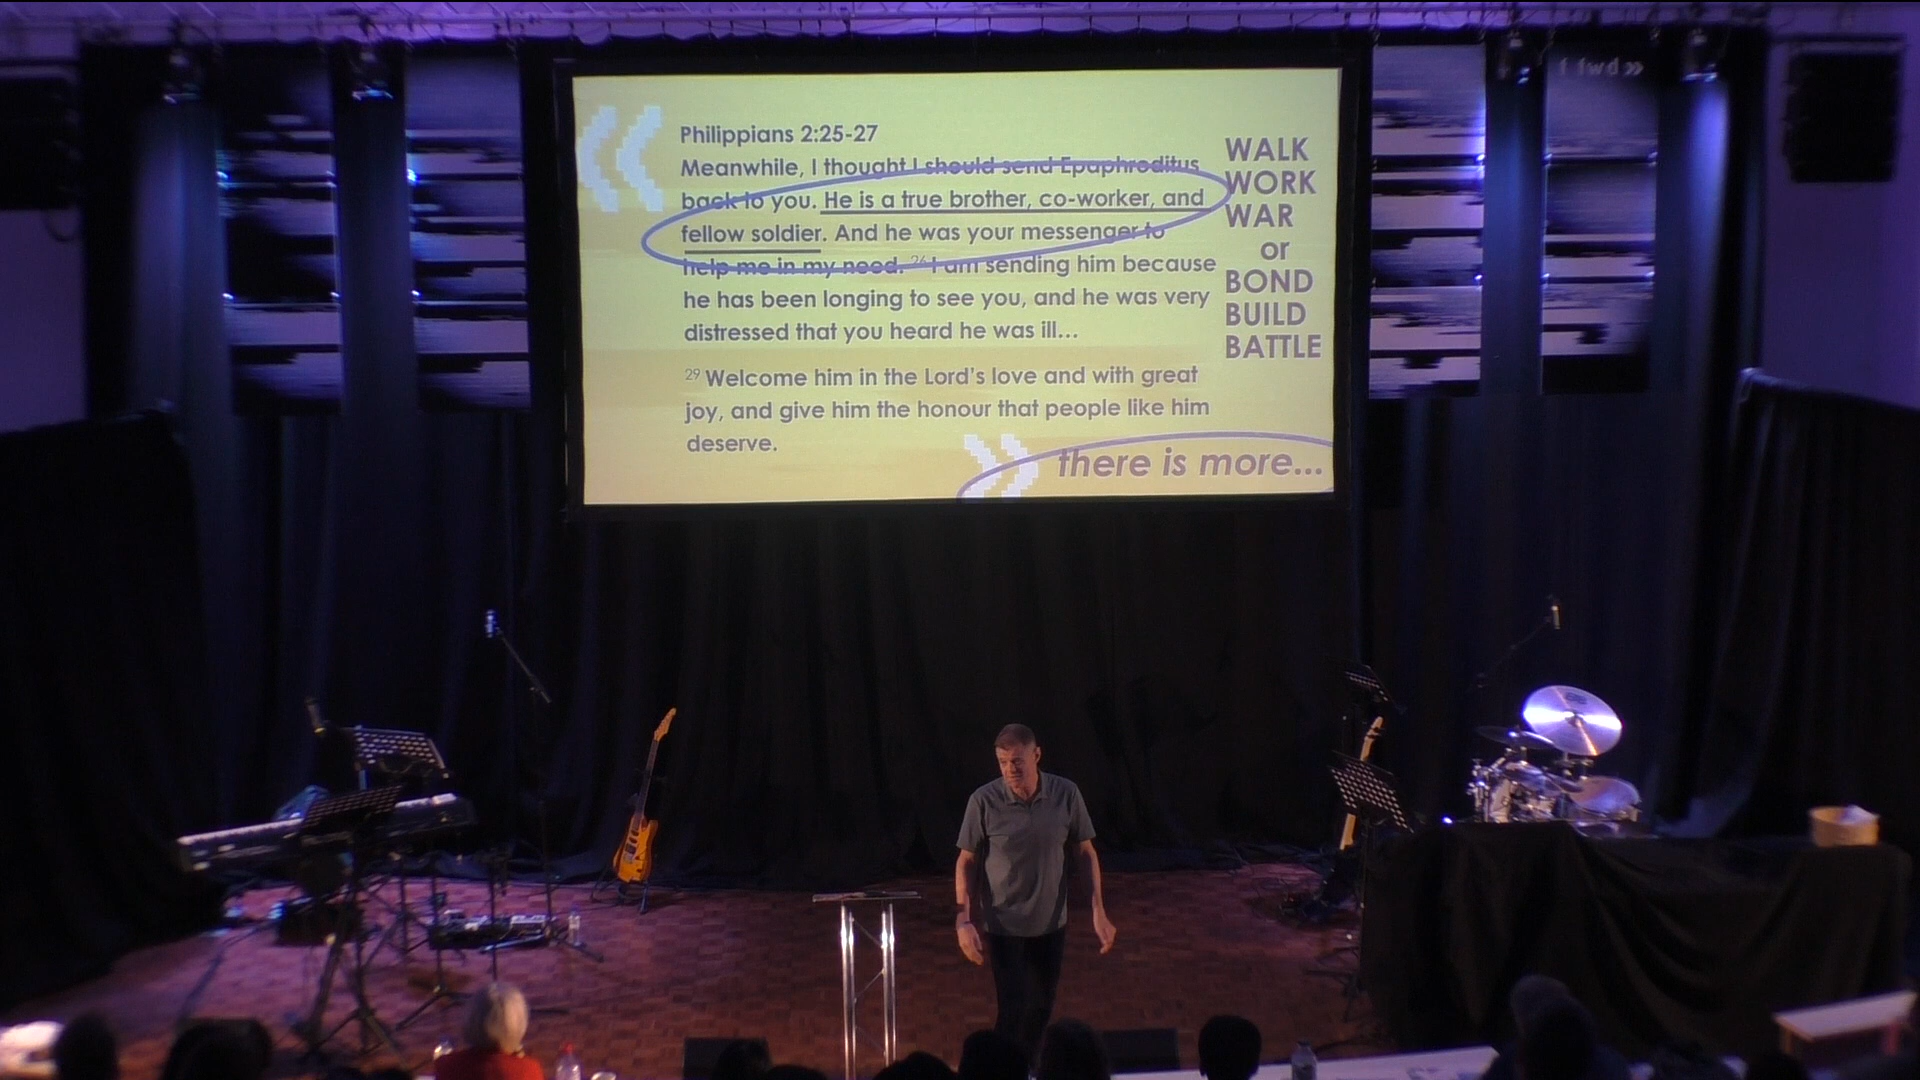 f fwd»
Philippians 2:25-27
Meanwhile, I thought I should send Epaphroditus
back to you. He is a true brother, co-worker, and
fellow soldier. And he was your messenger to
help me in my need. 26 I am sending him because
he has been longing to see you, and he was very
distressed that you heard he was ill...
29 Welcome him in the Lord's love and with great
joy, and give him the honour that people like him
deserve.
WALK
WORK
WAR
or
BOND
BUILD
BATTLE
there is more...